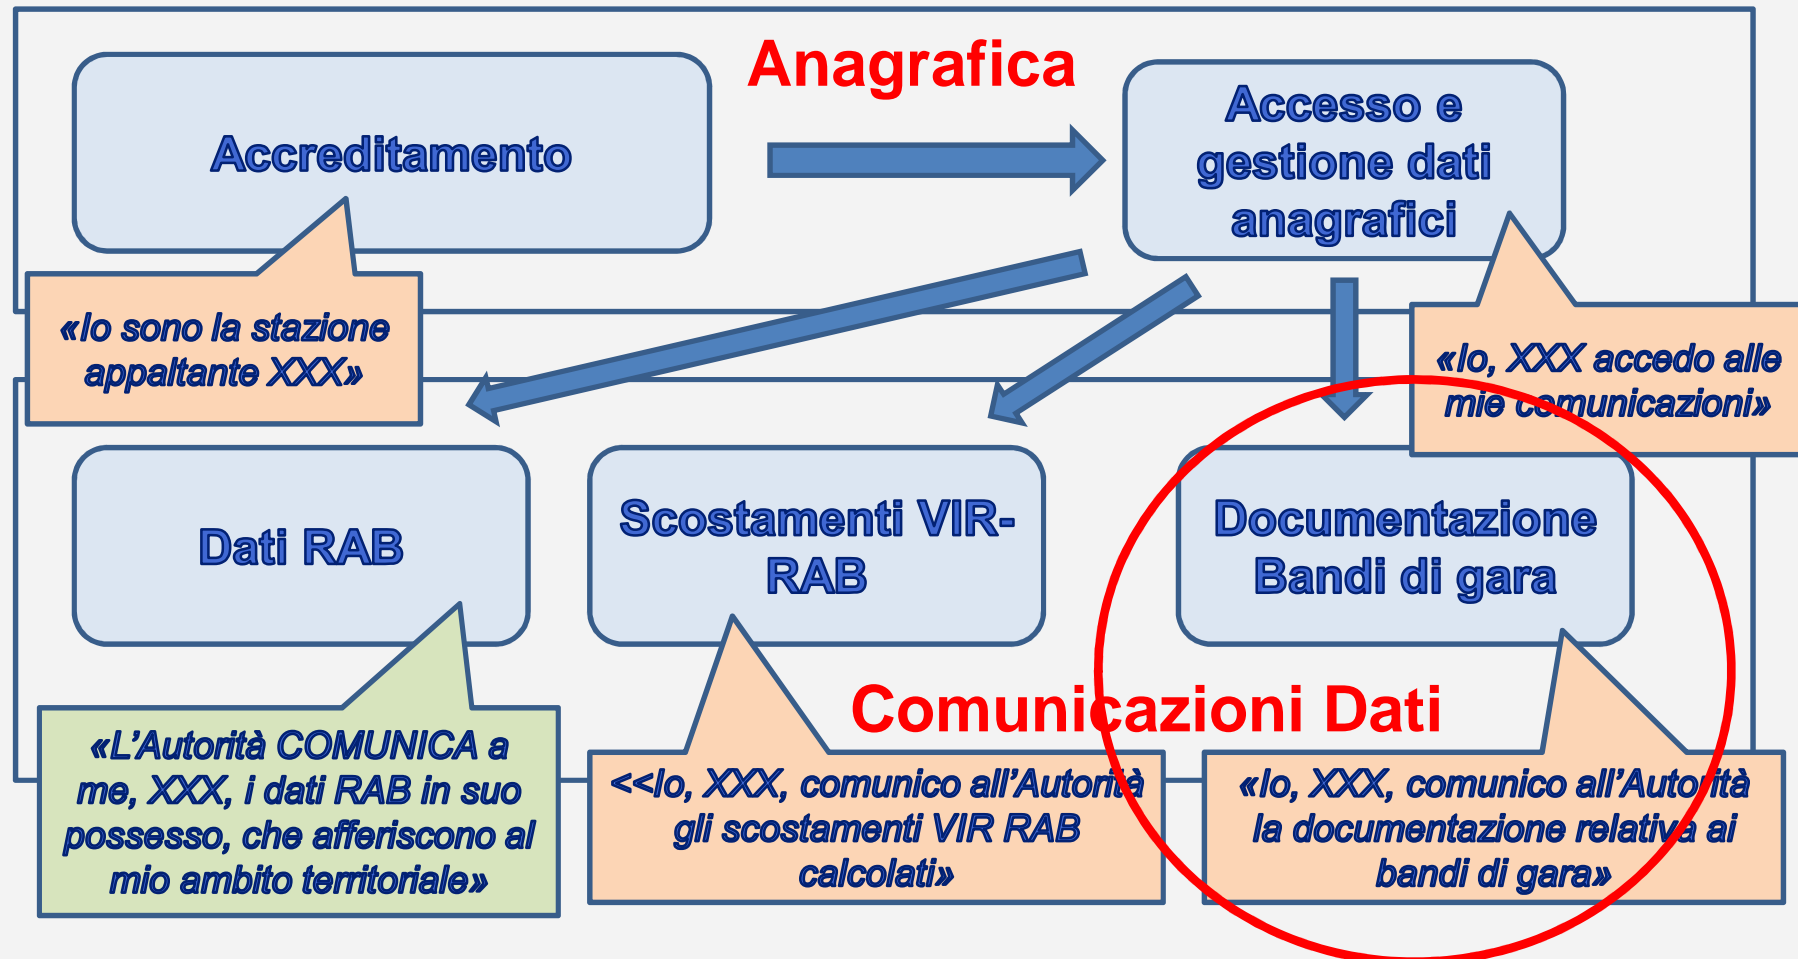 Anagrafica
Accreditamento
Accesso e
gestione dati
anagrafici
«Io sono la stazione
appaltante XXX»
«Io, XXX accedo alle
mie comunicazioni»
Dati RAB
Scostamenti VIR-
RAB
Documentazione
Bandi di gara
Comunicazioni Dati
«L’Autorità COMUNICA a
me, XXX, i dati RAB in suo
possesso, che afferiscono al
mio ambito territoriale»
<<Io, XXX, comunico all’Autorità
gli scostamenti VIR RAB
calcolati»
«Io, XXX, comunico all’Autorità
la documentazione relativa ai
bandi di gara»